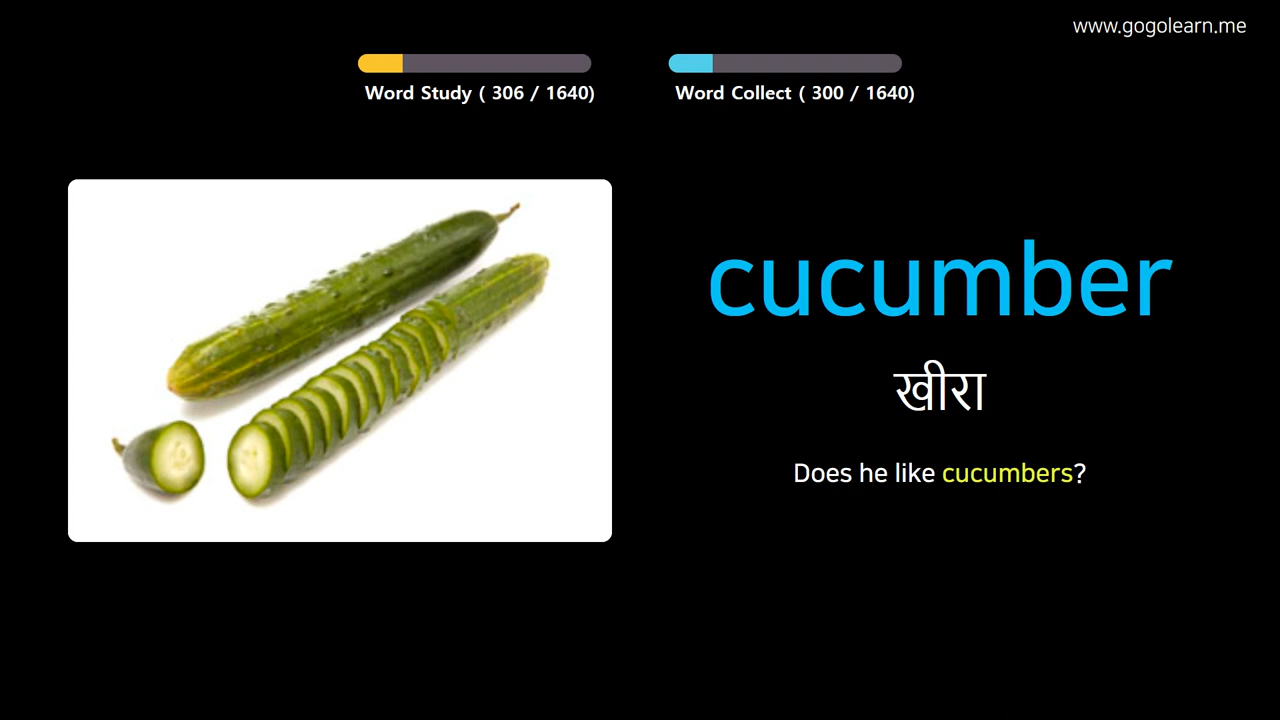 www.gogolearn.me
Word Study ( 306 / 1640)
Word Collect ( 300 / 1640)
cucumber
खीरा
Does he like cucumbers?